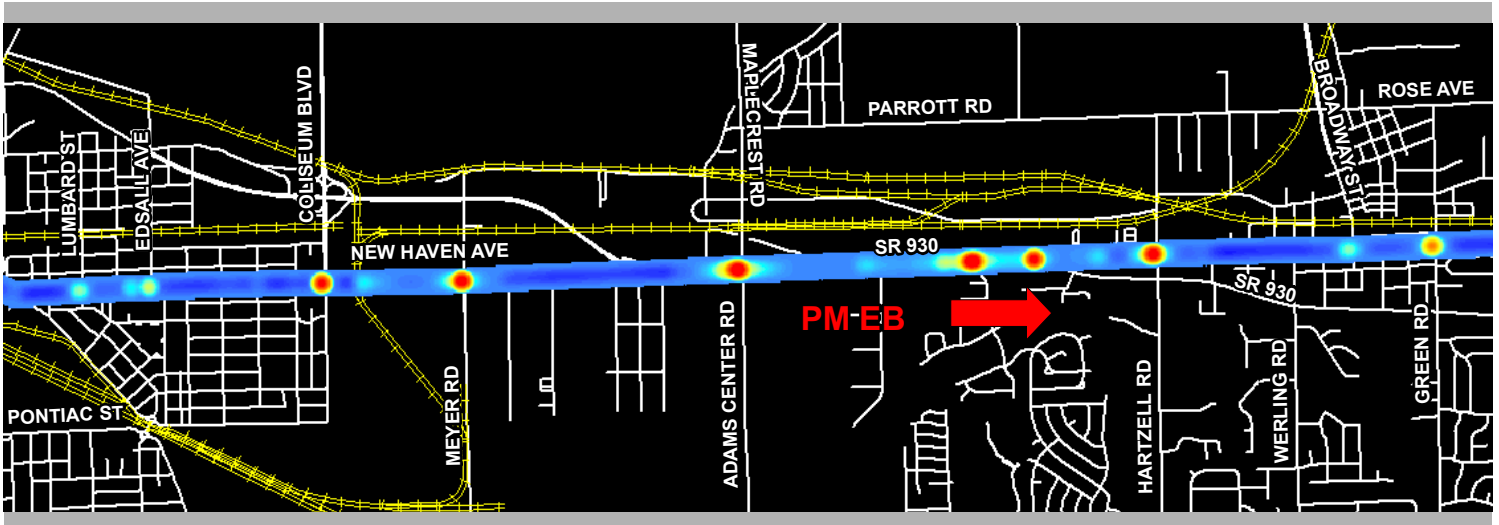 LUMBARD ST
EDSALL AVE
COLISEUM BLVD
MAPLECREST RD
PARROTT RD
BROADWAY ST
ROSE AVE
NEW HAVEN AVE
SR 930
SR 930
PM EB
PONTIAC ST
MEYER RD
ADAMS CENTER RD
HARTZELL RD
WERLING RD
GREEN RD